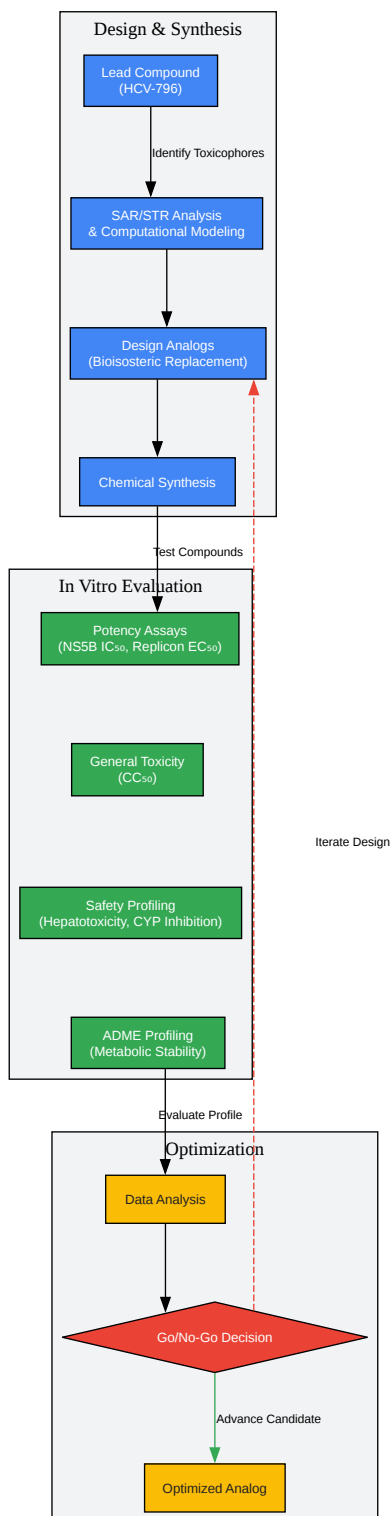 Design & Synthesis
Lead Compound
(HCV-796)
Identify Toxicophores
SAR/STR Analysis
& Computational Modeling
Design Analogs
(Bioisosteric Replacement)
Chemical Synthesis
Test Compounds
In Vitro Evaluation
Potency Assays
(NS5B IC₅₀, Replicon EC₅₀)
General Toxicity
(CC₅₀)
Iterate Design
Safety Profiling
(Hepatotoxicity, CYP Inhibition)
ADME Profiling
(Metabolic Stability)
Evaluate Profile
Optimization
Data Analysis
Go/No-Go Decision
Advance Candidate
Optimized Analog